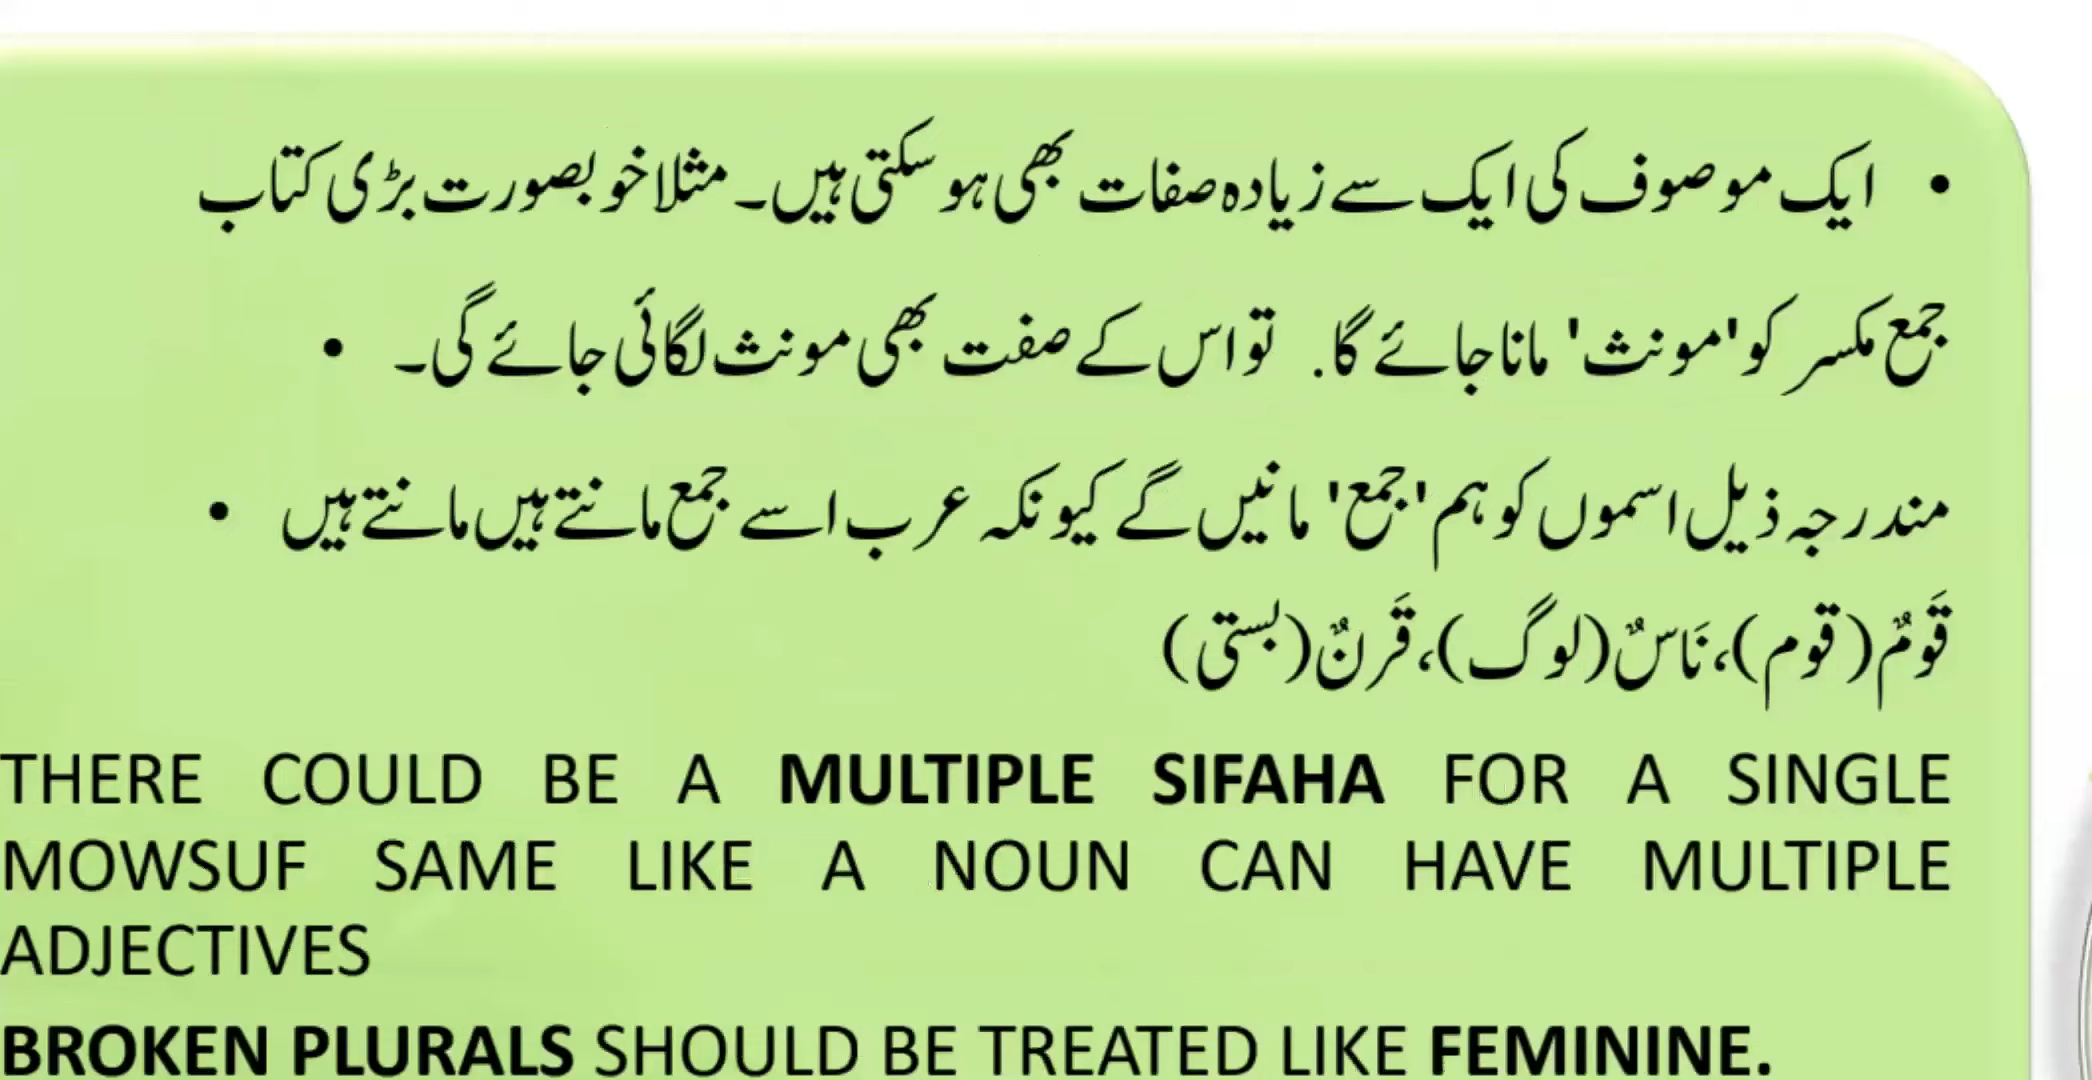 • ایک موصوف کی ایک سے زیادہ صفات بھی ہو سکتی ہیں۔ مثلا خوبصورت بڑی کتاب
جمع مکسر کو 'مونث' مانا جائے گا. تو اس کے صفت بھی مونث لگائی جائے گی۔ •
مندرجہ ذیل اسموں کو ہم 'جمع' مانیں گے کیونکہ عرب اسے جمع مانتے ہیں مانتے ہیں •
قَومٌ (قوم)، نَاسٌ (لوگ)، قَرنٌ (بستی)
THERE COULD BE A MULTIPLE SIFAHA FOR A SINGLE
MOWSUF SAME LIKE A NOUN CAN HAVE MULTIPLE
ADJECTIVES
BROKEN PLURALS SHOULD BE TREATED LIKE FEMININE.